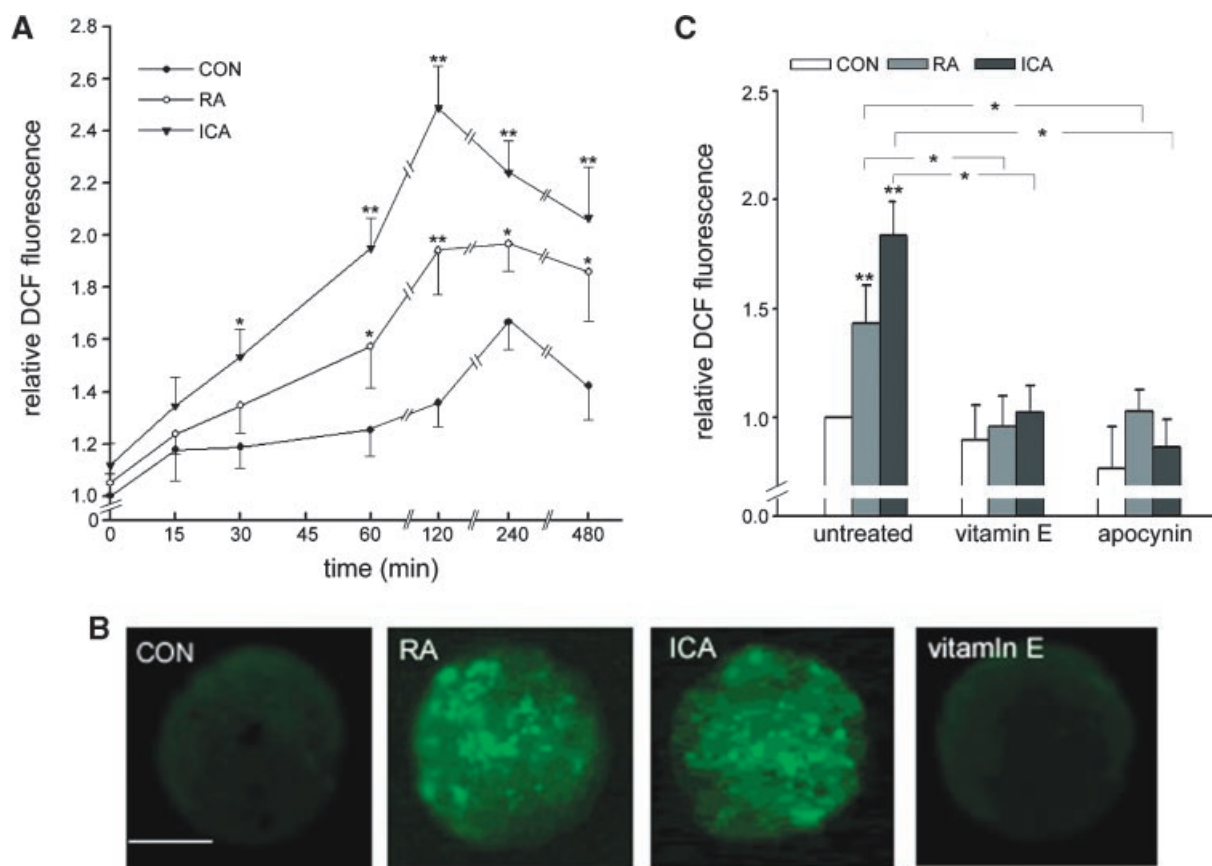 A
CON
RA
ICA
relative DCF fluorescence
2.8
2.6
2.4
2.2
2.0
1.8
1.6
1.4
1.2
1.0
0
** ** ** ** * ** * * *
0 15 30 45 60 120 240 480
time (min)
C
CON RA ICA
relative DCF fluorescence
2.5
2.0
1.5
1.0
0.0
*
*
*
*
**
**
untreated vitamin E apocynin
B
CON
RA
ICA
vitamIn E